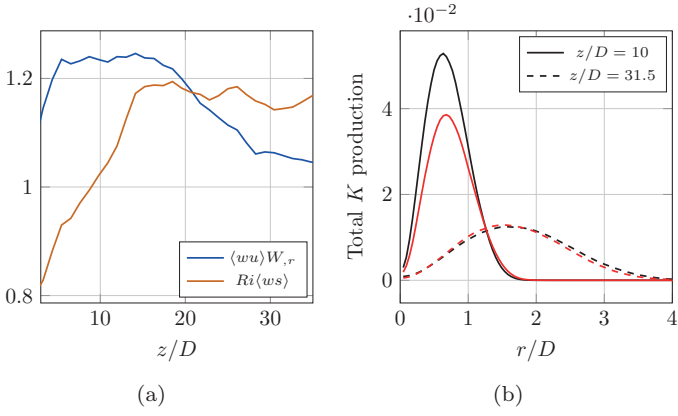 1.2
1
0.8
10 20 30
z/D
⟨wu⟩W,r
Ri⟨ws⟩
(a)
·10−2
Total K production
6
4
2
0
0 1 2 3 4
r/D
z/D = 10
z/D = 31.5
(b)